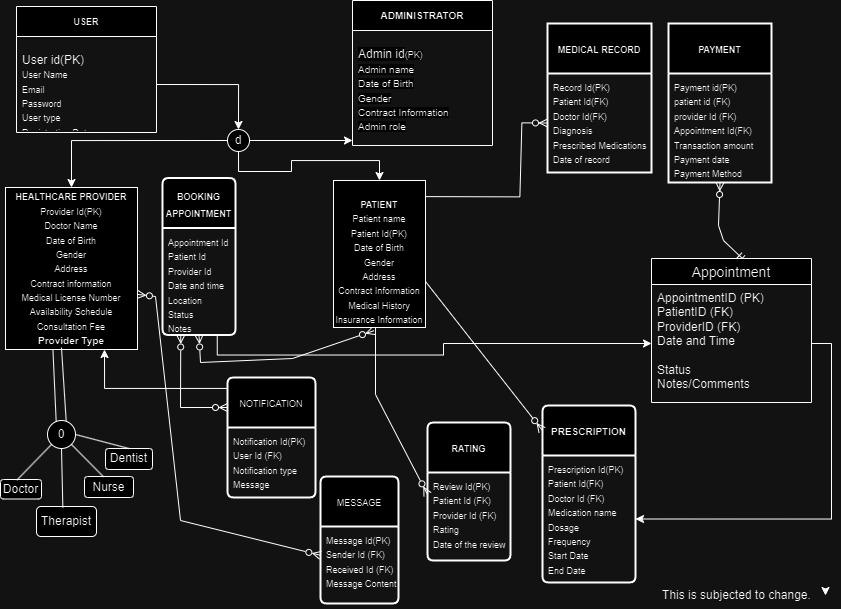 USER
User id(PK)
User Name
Email
Password
User type
ADMINISTRATOR
Admin id(PK)
Admin name
Date of Birth
Gender
Contract Information
Admin role
MEDICAL RECORD
Record Id(PK)
Patient Id(FK)
Doctor Id(FK)
Diagnosis
Prescribed Medications
Date of record
PAYMENT
Payment id(PK)
patient id (FK)
provider Id (FK)
Appointment Id(FK)
Transaction amount
Payment date
Payment Method
d
HEALTHCARE PROVIDER
Provider Id(PK)
Doctor Name
Date of Birth
Gender
Address
Contract information
Medical License Number
Availability Schedule
Consultation Fee
Provider Type
BOOKING
APPOINTMENT
Appointment Id
Patient Id
Provider Id
Date and time
Location
Status
Notes
PATIENT
Patient name
Patient Id(PK)
Date of Birth
Gender
Address
Contract Information
Medical History
Insurance Information
Appointment
AppointmentID (PK)
PatientID (FK)
ProviderID (FK)
Date and Time
Status
Notes/Comments
NOTIFICATION
Notification Id(PK)
User Id (FK)
Notification type
Message
MESSAGE
Message Id(PK)
Sender Id (FK)
Received Id (FK)
Message Content
RATING
Review Id(PK)
Patient Id (FK)
Provider Id (FK)
Rating
Date of the review
PRESCRIPTION
Prescription Id(PK)
Patient Id(FK)
Doctor Id (FK)
Medication name
Dosage
Frequency
Start Date
End Date
0
Dentist
Doctor
Nurse
Therapist
This is subjected to change.